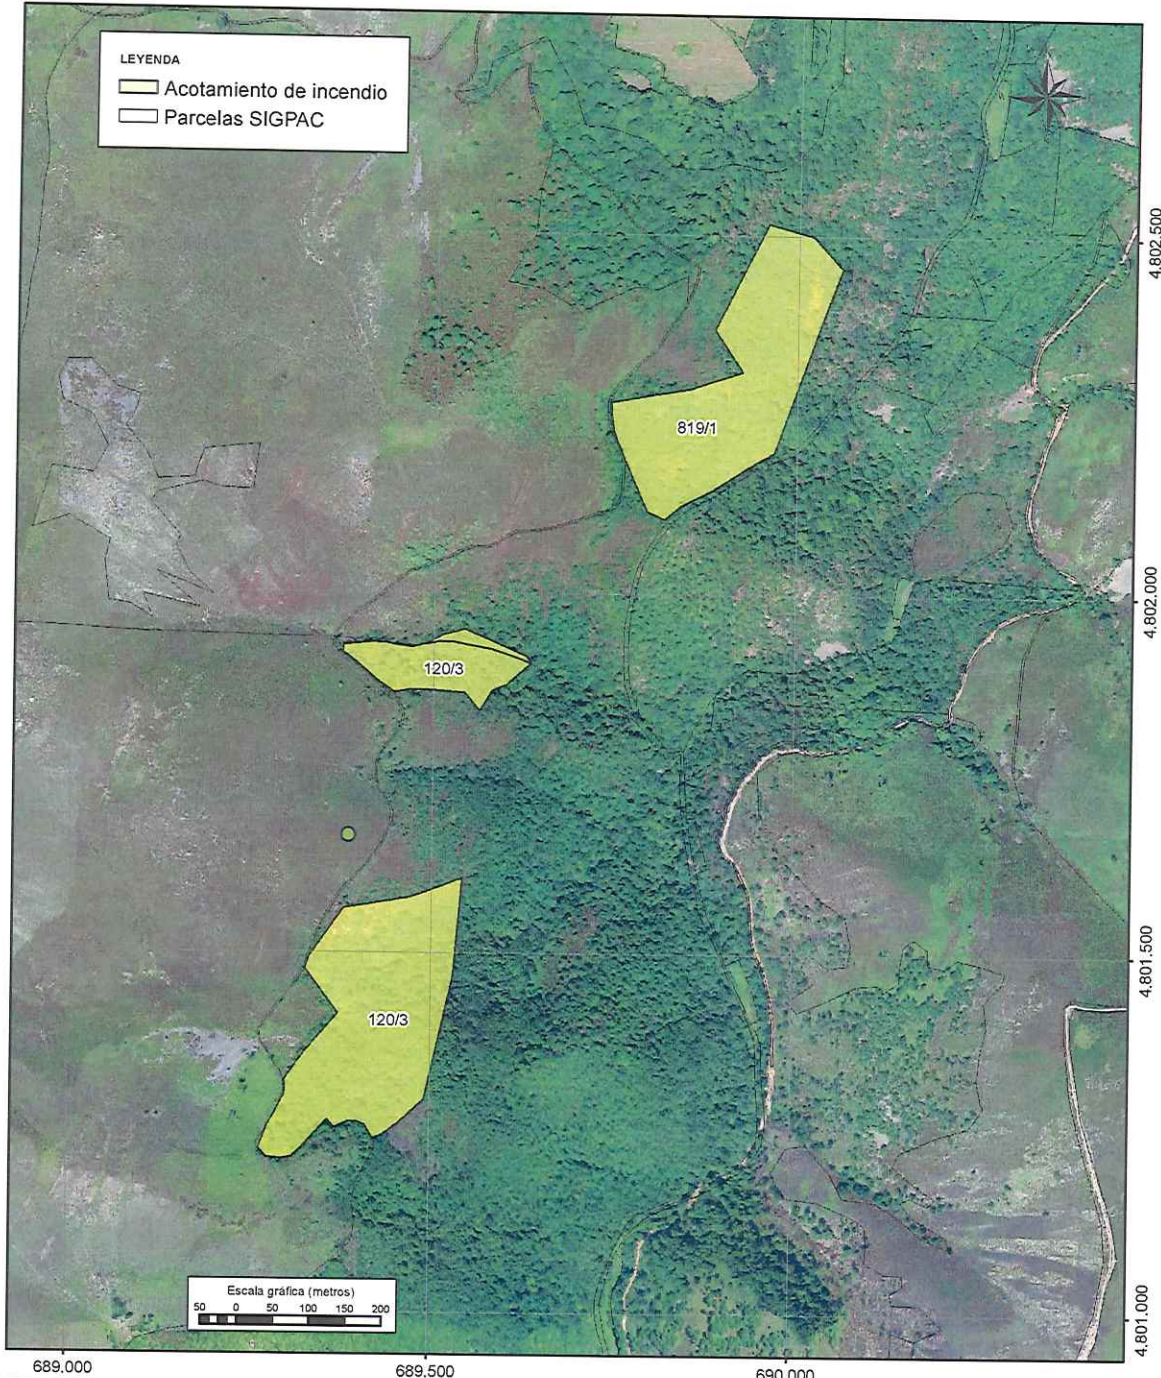 LEYENDA
Acotamiento de incendio
Parcelas SIGPAC
4.802.500
819/1
4.802.000
120/3
4.801.500
120/3
Escala gráfica (metros)
50 0 50 100 150 200
4.801.000
689.000
689.500
690.000